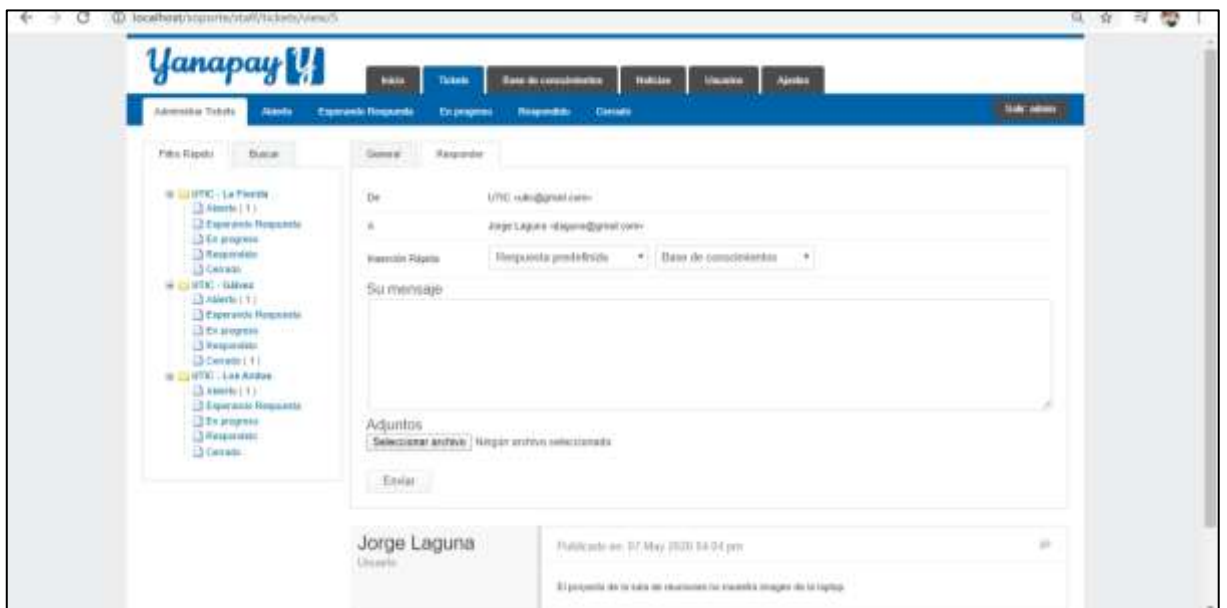 localhost/soporte/staff/tickets/view/5
Yanapay
Inicio Tickets Base de conocimientos Noticias Usuarios Ajustes
Administrar Tickets Abierto Esperando Respuesta En progreso Respondido Cerrado Salir admin
Filtro Rápido Buscar
UTIC - La Florida
Abierto ( 1 )
Esperando Respuesta
En progreso
Respondido
Cerrado
UTIC - Gálvez
Abierto ( 1 )
Esperando Respuesta
En progreso
Respondido
Cerrado ( 1 )
UTIC - Los Andes
Abierto ( 1 )
Esperando Respuesta
En progreso
Respondido
Cerrado
General Responder
De UTIC <utic@gmail.com>
A Jorge Laguna
Inserción Rápida Respuesta predefinida Base de conocimientos
Su mensaje
Adjuntos
Seleccionar archivo Ningún archivo seleccionado
Enviar
Jorge Laguna
Usuario
Publicado en: 07 May 2020 04:04 pm
El proyecto de la sala de reuniones no muestra imagen de la laptop.